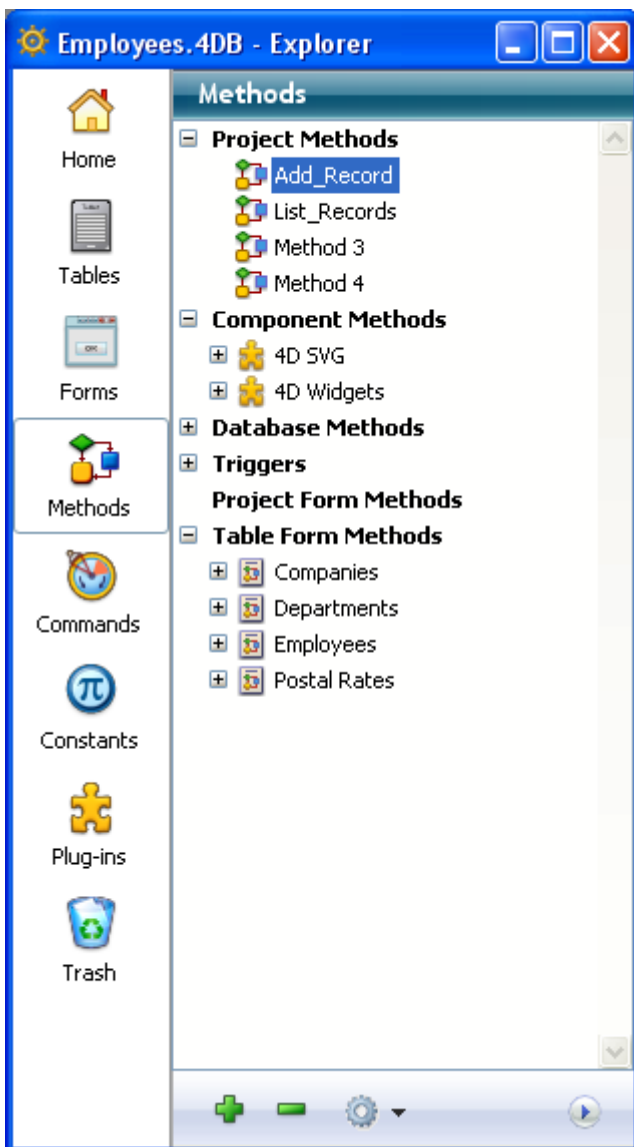 Employees.4DB - Explorer
Methods
Home
Tables
Forms
Methods
Commands
Constants
Plug-ins
Trash
Project Methods
Add_Record
List_Records
Method 3
Method 4
Component Methods
4D SVG
4D Widgets
Database Methods
Triggers
Project Form Methods
Table Form Methods
Companies
Departments
Employees
Postal Rates